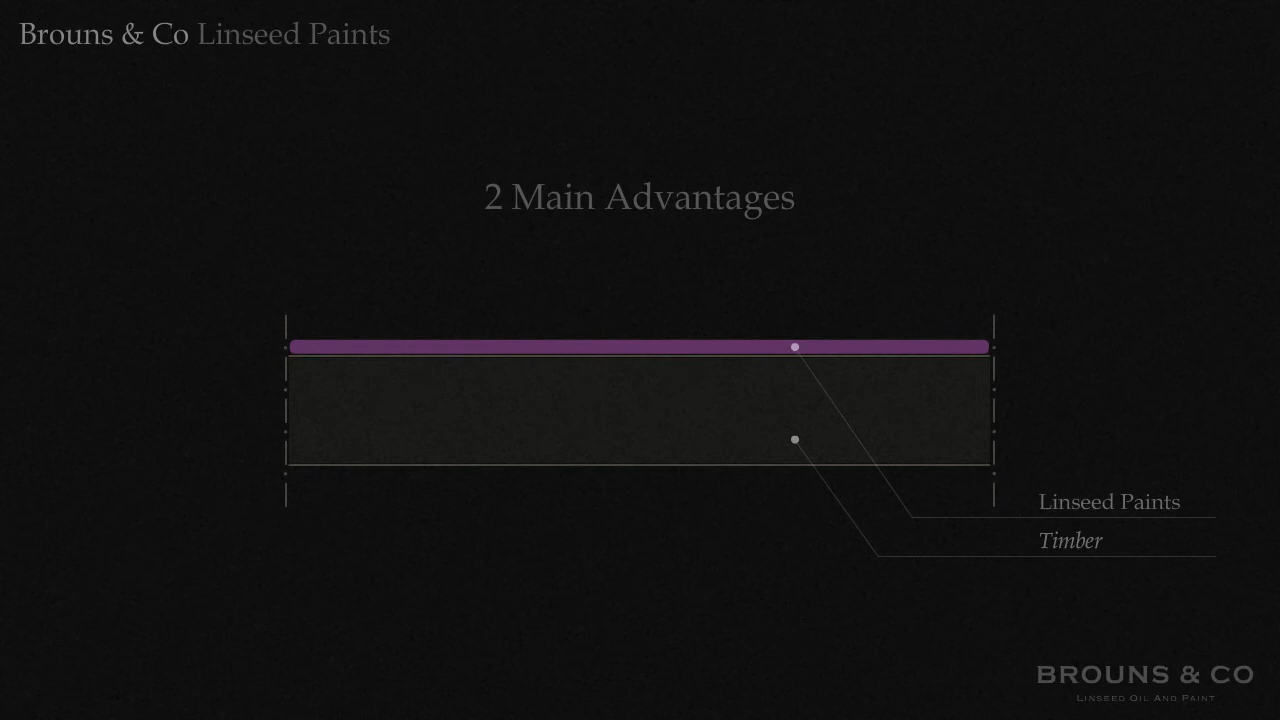 Brouns & Co Linseed Paints
2 Main Advantages
Linseed Paints
Timber
BROUNS & CO
Linseed Oil And Paint